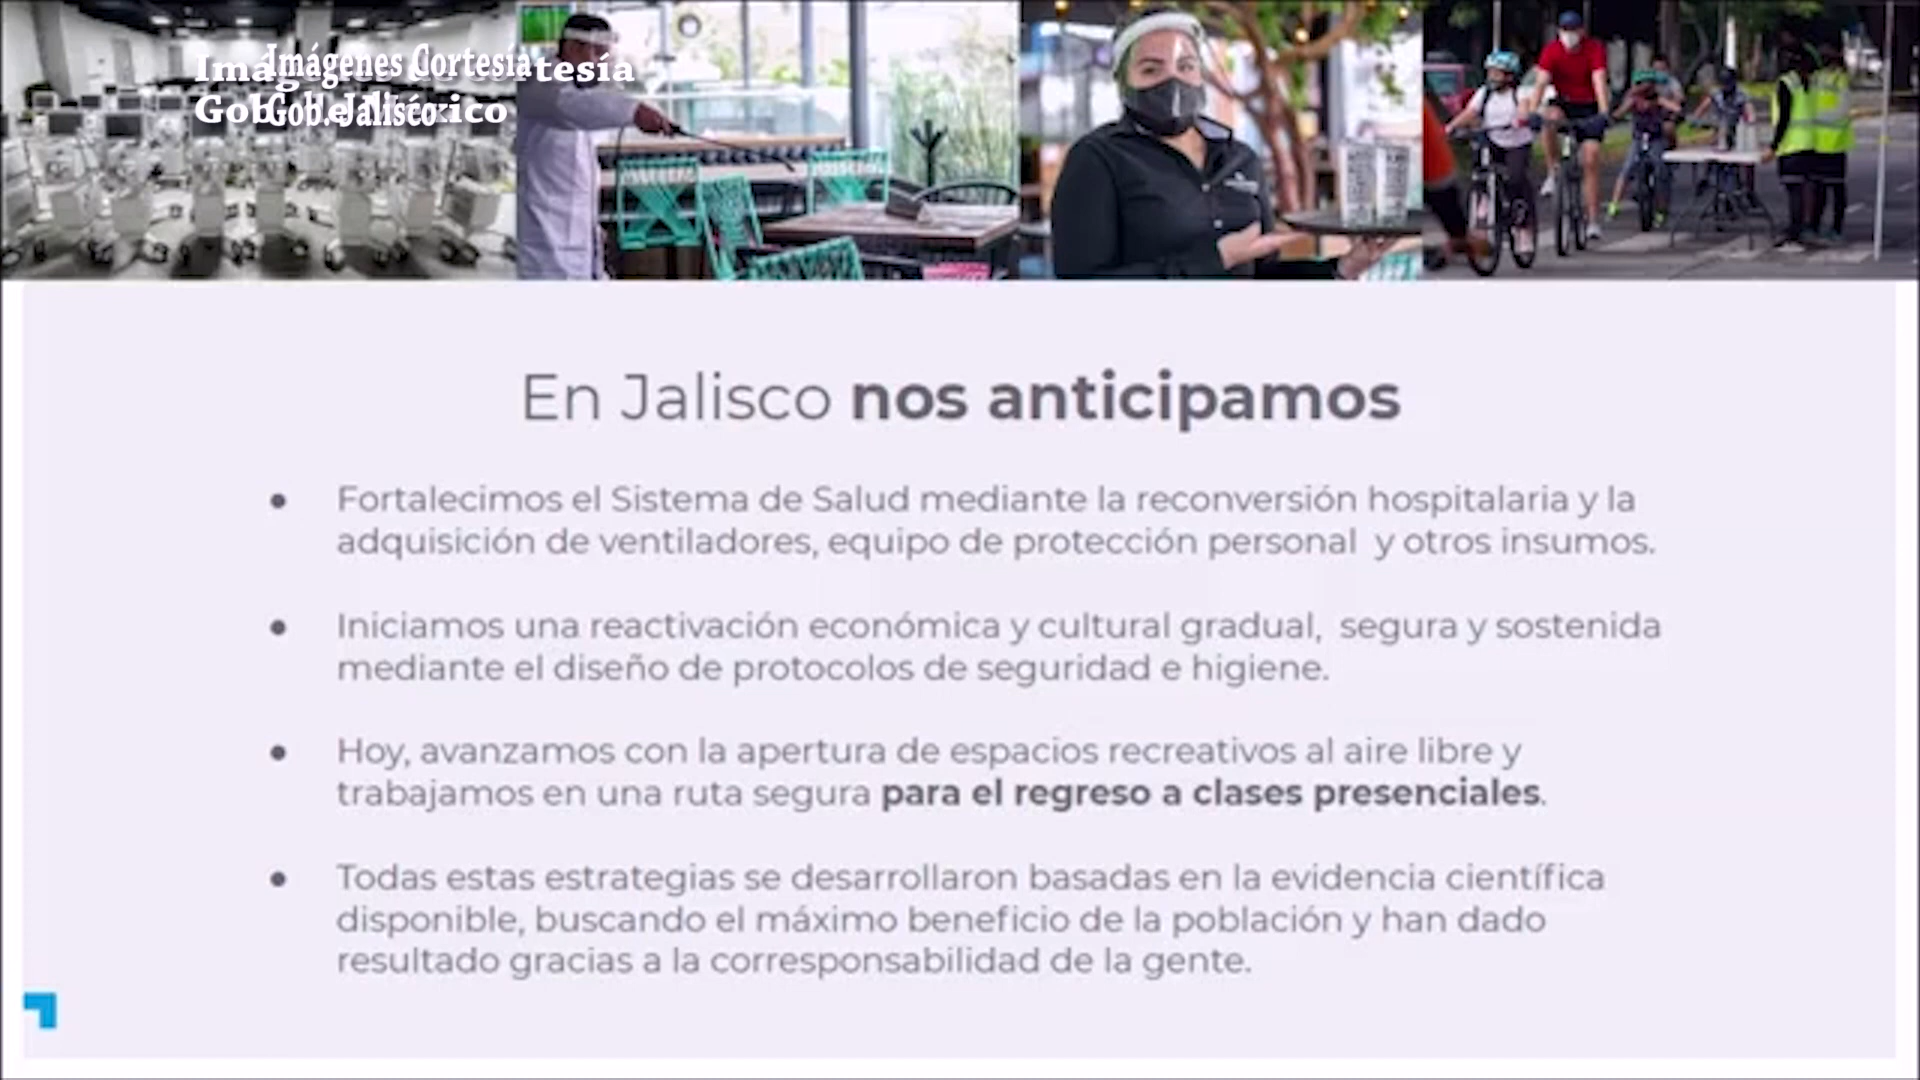 Imágenes Cortesía
Gob. Jalisco
En Jalisco nos anticipamos
● Fortalecimos el Sistema de Salud mediante la reconversión hospitalaria y la
adquisición de ventiladores, equipo de protección personal y otros insumos.
● Iniciamos una reactivación económica y cultural gradual, segura y sostenida
mediante el diseño de protocolos de seguridad e higiene.
● Hoy, avanzamos con la apertura de espacios recreativos al aire libre y
trabajamos en una ruta segura para el regreso a clases presenciales.
● Todas estas estrategias se desarrollaron basadas en la evidencia científica
disponible, buscando el máximo beneficio de la población y han dado
resultado gracias a la corresponsabilidad de la gente.